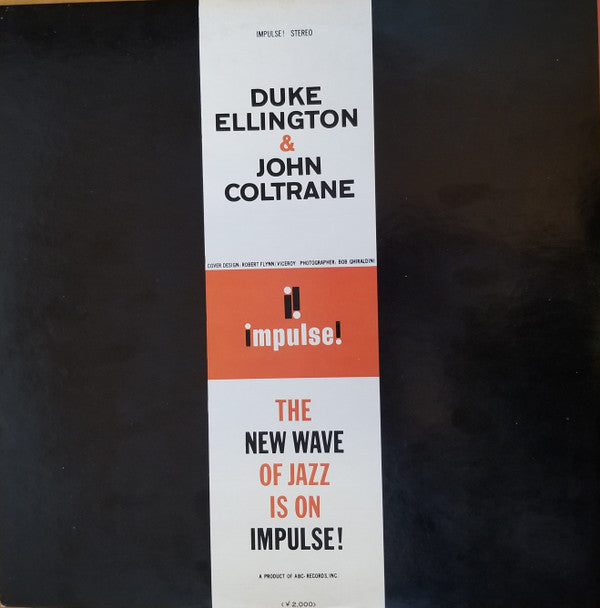 IMPULSE! STEREO
DUKE
ELLINGTON
&
JOHN
COLTRANE
COVER DESIGN: ROBERT FLYNN/VICEROY PHOTOGRAPHER: BOB GHIRALDINI
i!
impulse!
THE
NEW WAVE
OF JAZZ
IS ON
IMPULSE!
A PRODUCT OF ABC-RECORDS, INC.
(¥2,000)